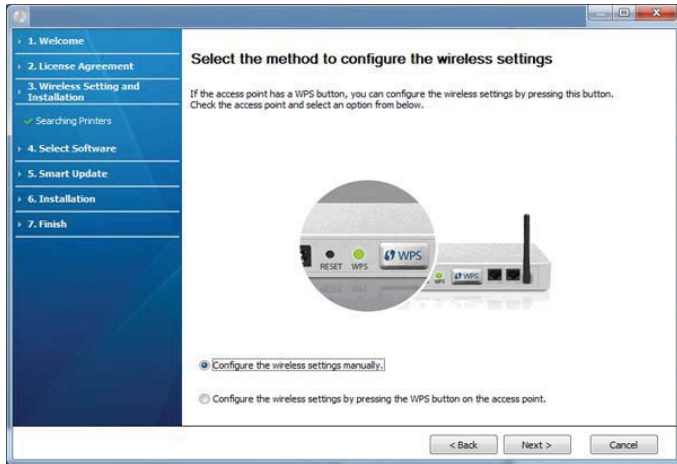 1. Welcome
2. License Agreement
3. Wireless Setting and
Installation
Searching Printers
4. Select Software
5. Smart Update
6. Installation
7. Finish
Select the method to configure the wireless settings
If the access point has a WPS button, you can configure the wireless settings by pressing this button.
Check the access point and select an option from below.
RESET WPS WPS
WPS WPS
Configure the wireless settings manually.
Configure the wireless settings by pressing the WPS button on the access point.
< Back Next > Cancel